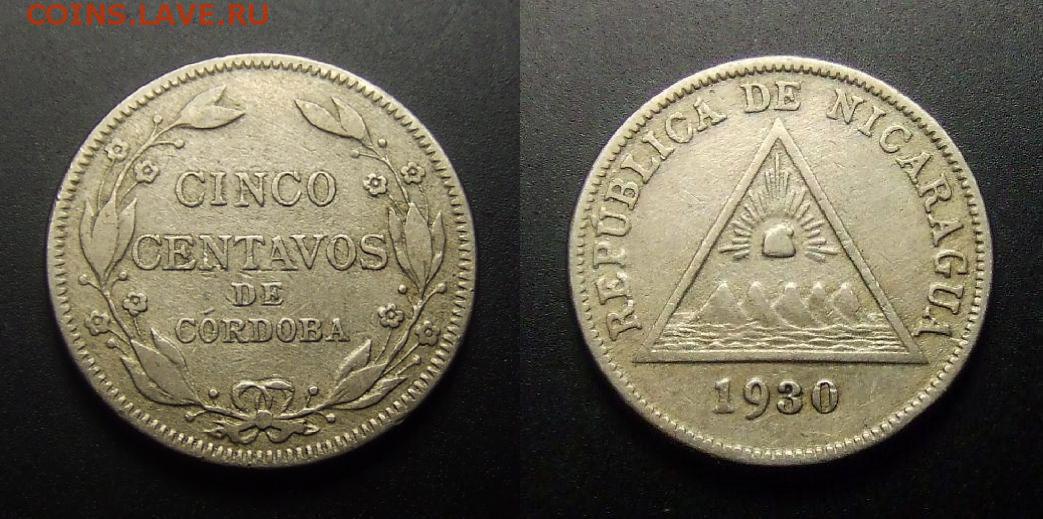 COINS.LAVE.RU
CINCO
CENTAVOS
DE
CÓRDOBA
REPÚBLICA DE NICARAGUA
1930